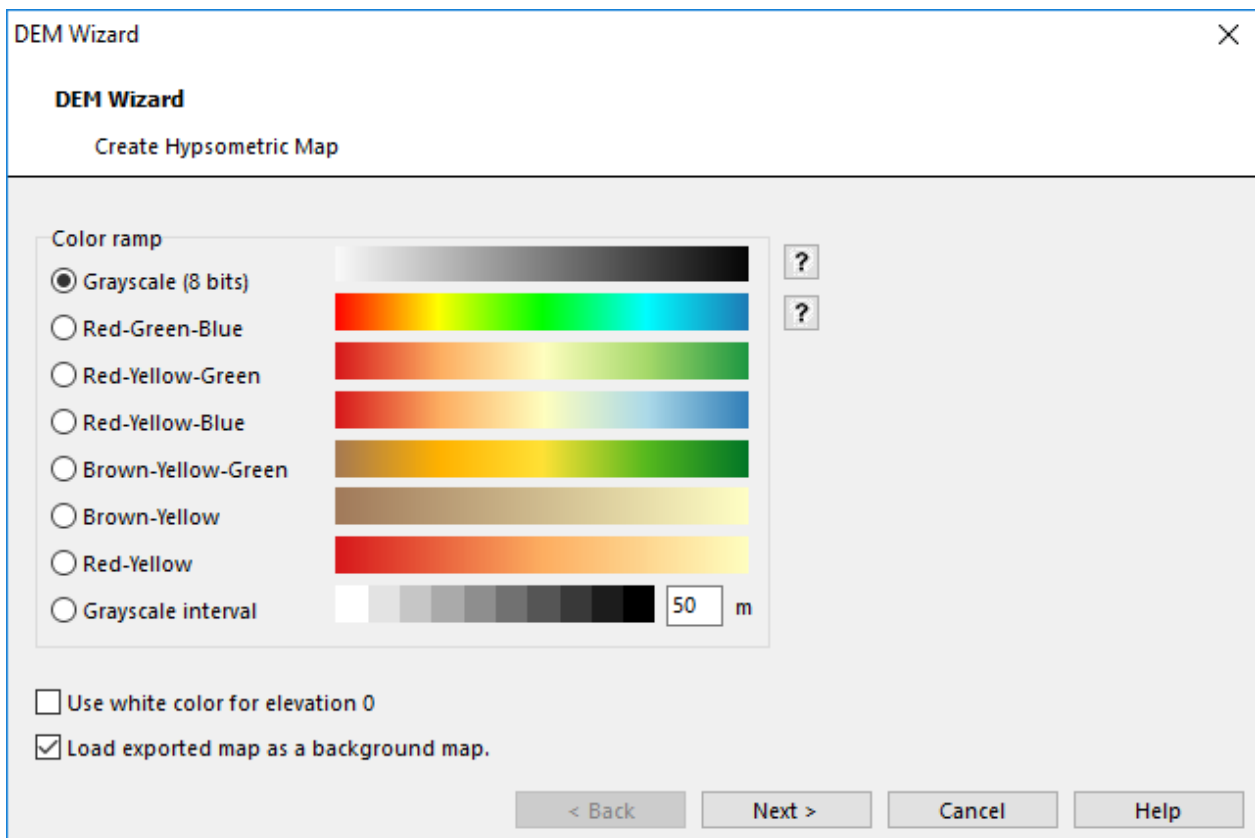 DEM Wizard
DEM Wizard
Create Hypsometric Map
Color ramp
Grayscale (8 bits)
?
Red-Green-Blue
?
Red-Yellow-Green
Red-Yellow-Blue
Brown-Yellow-Green
Brown-Yellow
Red-Yellow
Grayscale interval 50 m
Use white color for elevation 0
Load exported map as a background map.
< Back Next > Cancel Help